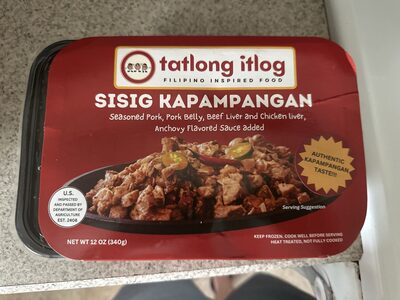 tatlong itlog
FILIPINO INSPIRED FOOD
SISIG KAPAMPANGAN
Seasoned Pork, Pork Belly, Beef Liver and Chicken liver,
Anchovy Flavored Sauce added
AUTHENTIC
KAPAMPANGAN
TASTE!!!
Serving Suggestion
U.S.
INSPECTED
AND PASSED BY
DEPARTMENT OF
AGRICULTURE
EST. 2408
NET WT 12 OZ (340g)
KEEP FROZEN, COOK WELL BEFORE SERVING
HEAT TREATED, NOT FULLY COOKED